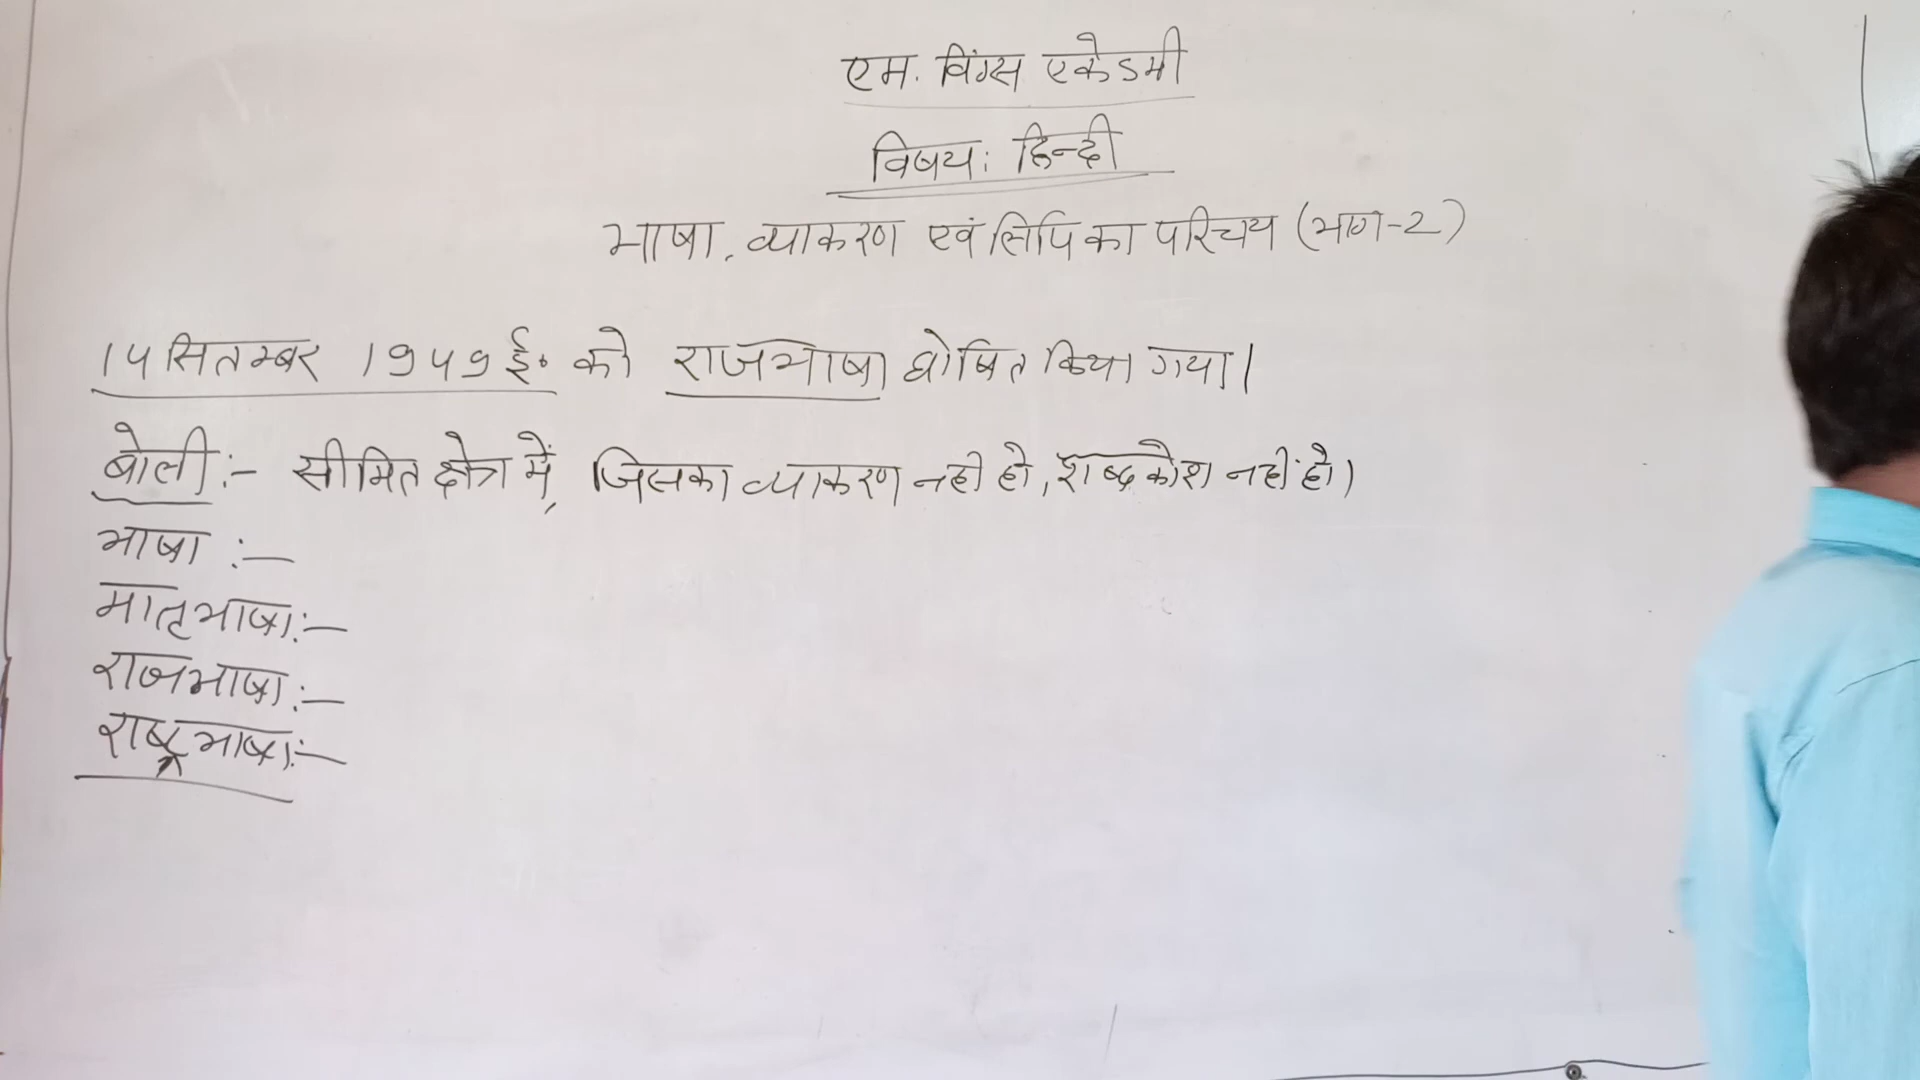 एम. विंग्स एकेडमी
विषय: हिन्दी
भाषा, व्याकरण एवं लिपि का परिचय (भाग-2)
14 सितम्बर 1949 ई० को राजभाषा घोषित किया गया।
बोली :- सीमित क्षेत्र में, जिसका व्याकरण नही हो, शब्दकोश नहीं हो।
भाषा :-
मातृभाषा :-
राजभाषा :-
राष्ट्रभाषा :-